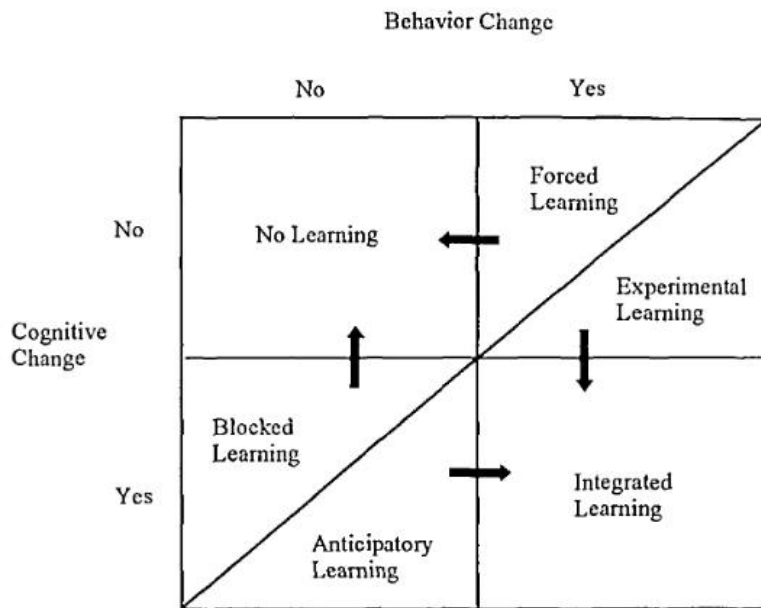 Behavior Change
No
Yes
Forced
Learning
No
No Learning
Experimental
Learning
Cognitive
Change
Blocked
Learning
Yes
Integrated
Learning
Anticipatory
Learning